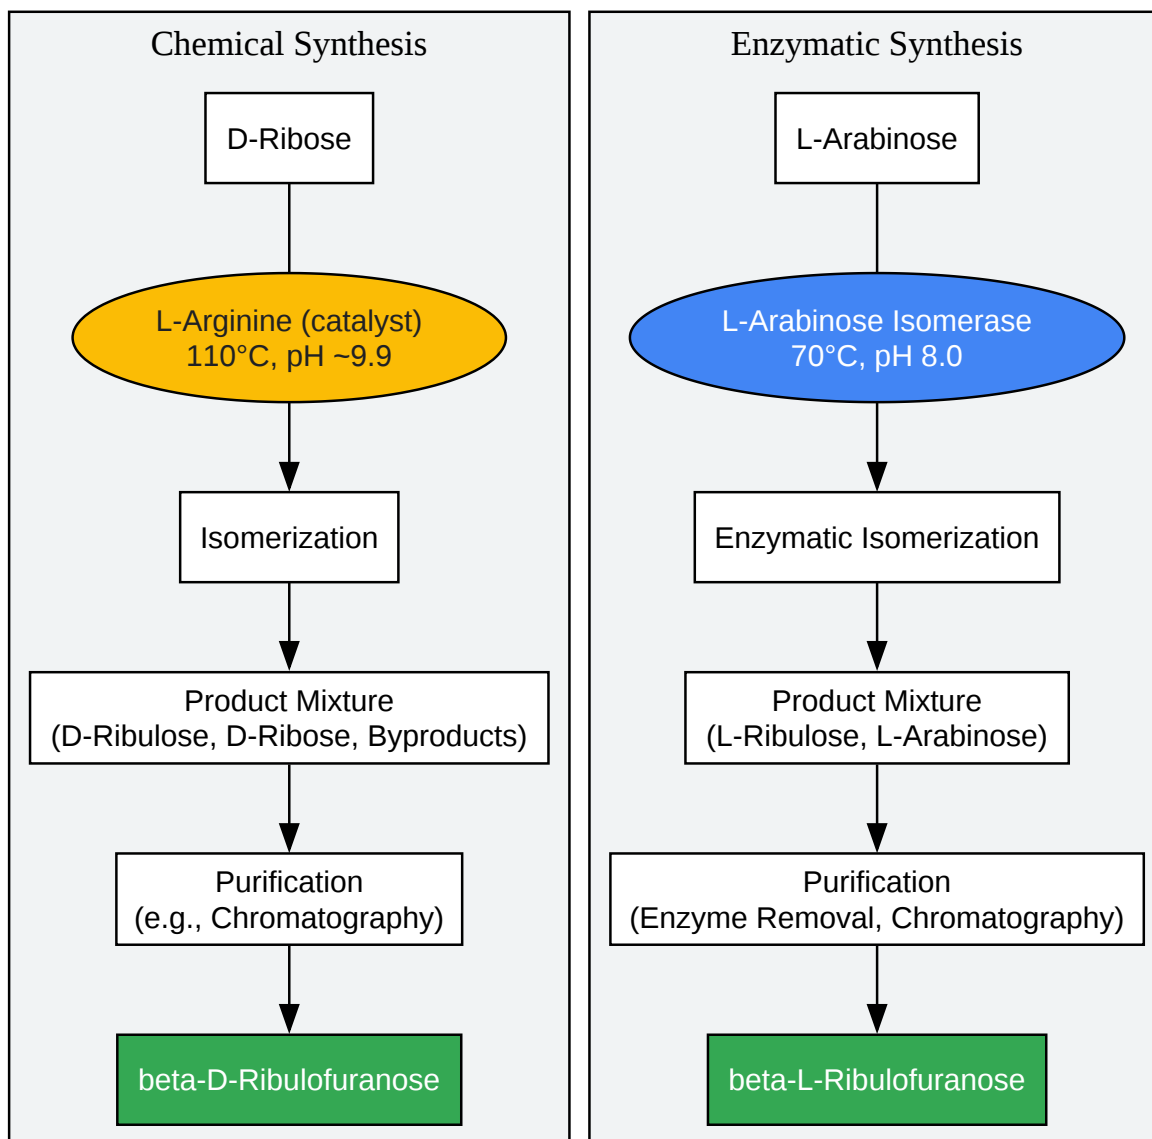 Chemical Synthesis
D-Ribose
L-Arginine (catalyst)
110°C, pH ~9.9
Isomerization
Product Mixture
(D-Ribulose, D-Ribose, Byproducts)
Purification
(e.g., Chromatography)
beta-D-Ribulofuranose
Enzymatic Synthesis
L-Arabinose
L-Arabinose Isomerase
70°C, pH 8.0
Enzymatic Isomerization
Product Mixture
(L-Ribulose, L-Arabinose)
Purification
(Enzyme Removal, Chromatography)
beta-L-Ribulofuranose